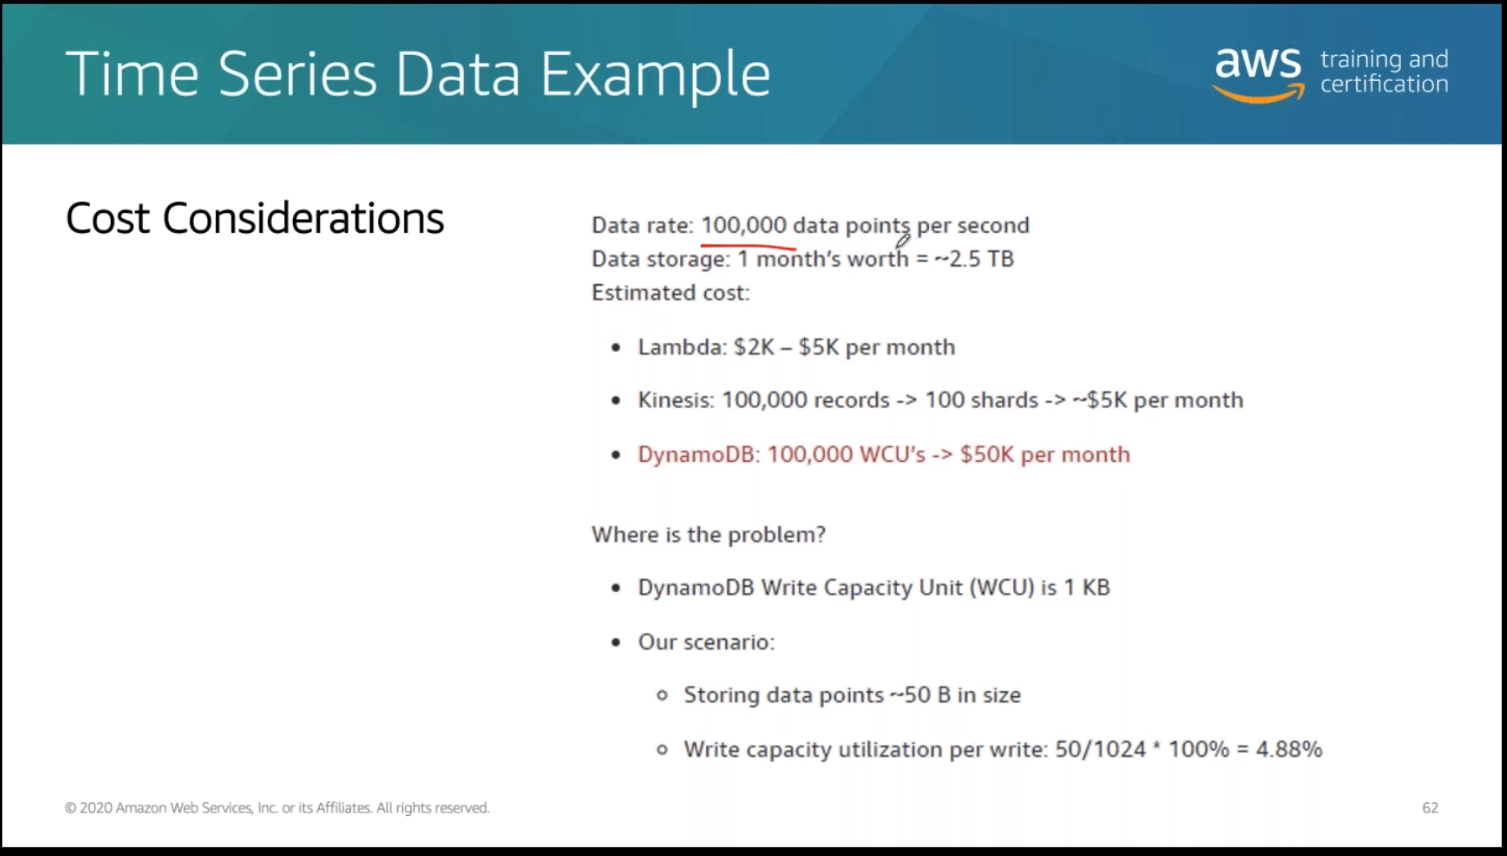 Time Series Data Example
aws training and
certification
Cost Considerations
Data rate: 100,000 data points per second
Data storage: 1 month's worth = ~2.5 TB
Estimated cost:
• Lambda: $2K – $5K per month
• Kinesis: 100,000 records -> 100 shards -> ~$5K per month
• DynamoDB: 100,000 WCU's -> $50K per month
Where is the problem?
• DynamoDB Write Capacity Unit (WCU) is 1 KB
• Our scenario:
o Storing data points ~50 B in size
o Write capacity utilization per write: 50/1024 * 100% = 4.88%
© 2020 Amazon Web Services, Inc. or its Affiliates. All rights reserved.
62